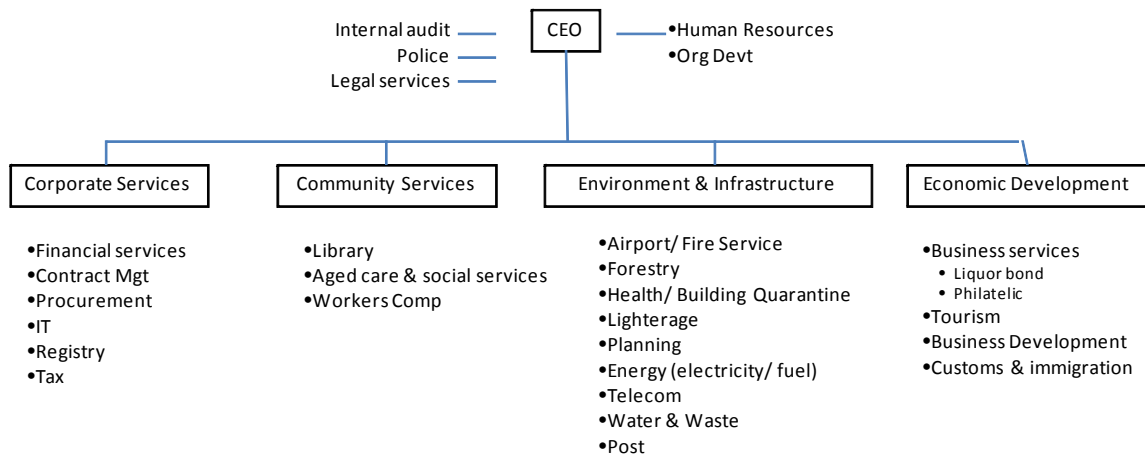 Internal audit
Police
Legal services
CEO
•Human Resources
•Org Devt
Corporate Services
•Financial services
•Contract Mgt
•Procurement
•IT
•Registry
•Tax
Community Services
•Library
•Aged care & social services
•Workers Comp
Environment & Infrastructure
•Airport/ Fire Service
•Forestry
•Health/ Building Quarantine
•Lighterage
•Planning
•Energy (electricity/ fuel)
•Telecom
•Water & Waste
•Post
Economic Development
•Business services
• Liquor bond
• Philatelic
•Tourism
•Business Development
•Customs & immigration